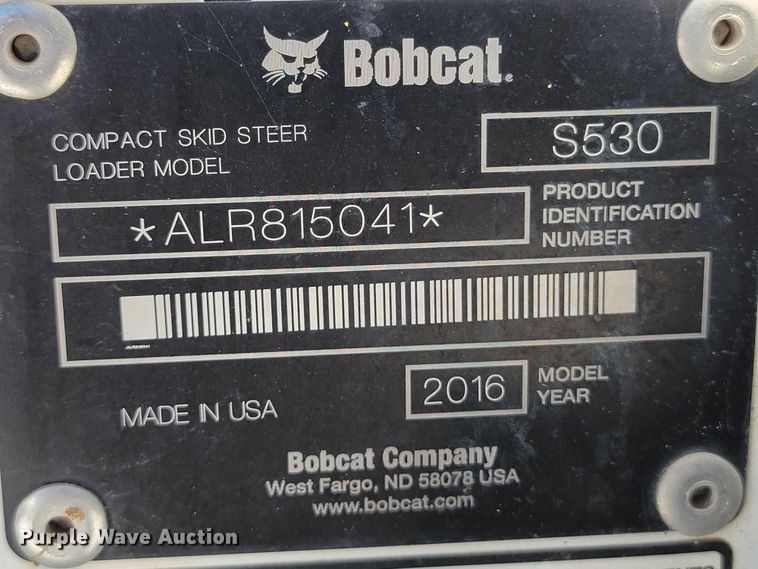 Bobcat®
COMPACT SKID STEER
LOADER MODEL
S530
*ALR815041*
PRODUCT
IDENTIFICATION
NUMBER
MADE IN USA
2016
MODEL
YEAR
Bobcat Company
West Fargo, ND 58078 USA
www.bobcat.com
Purple Wave Auction